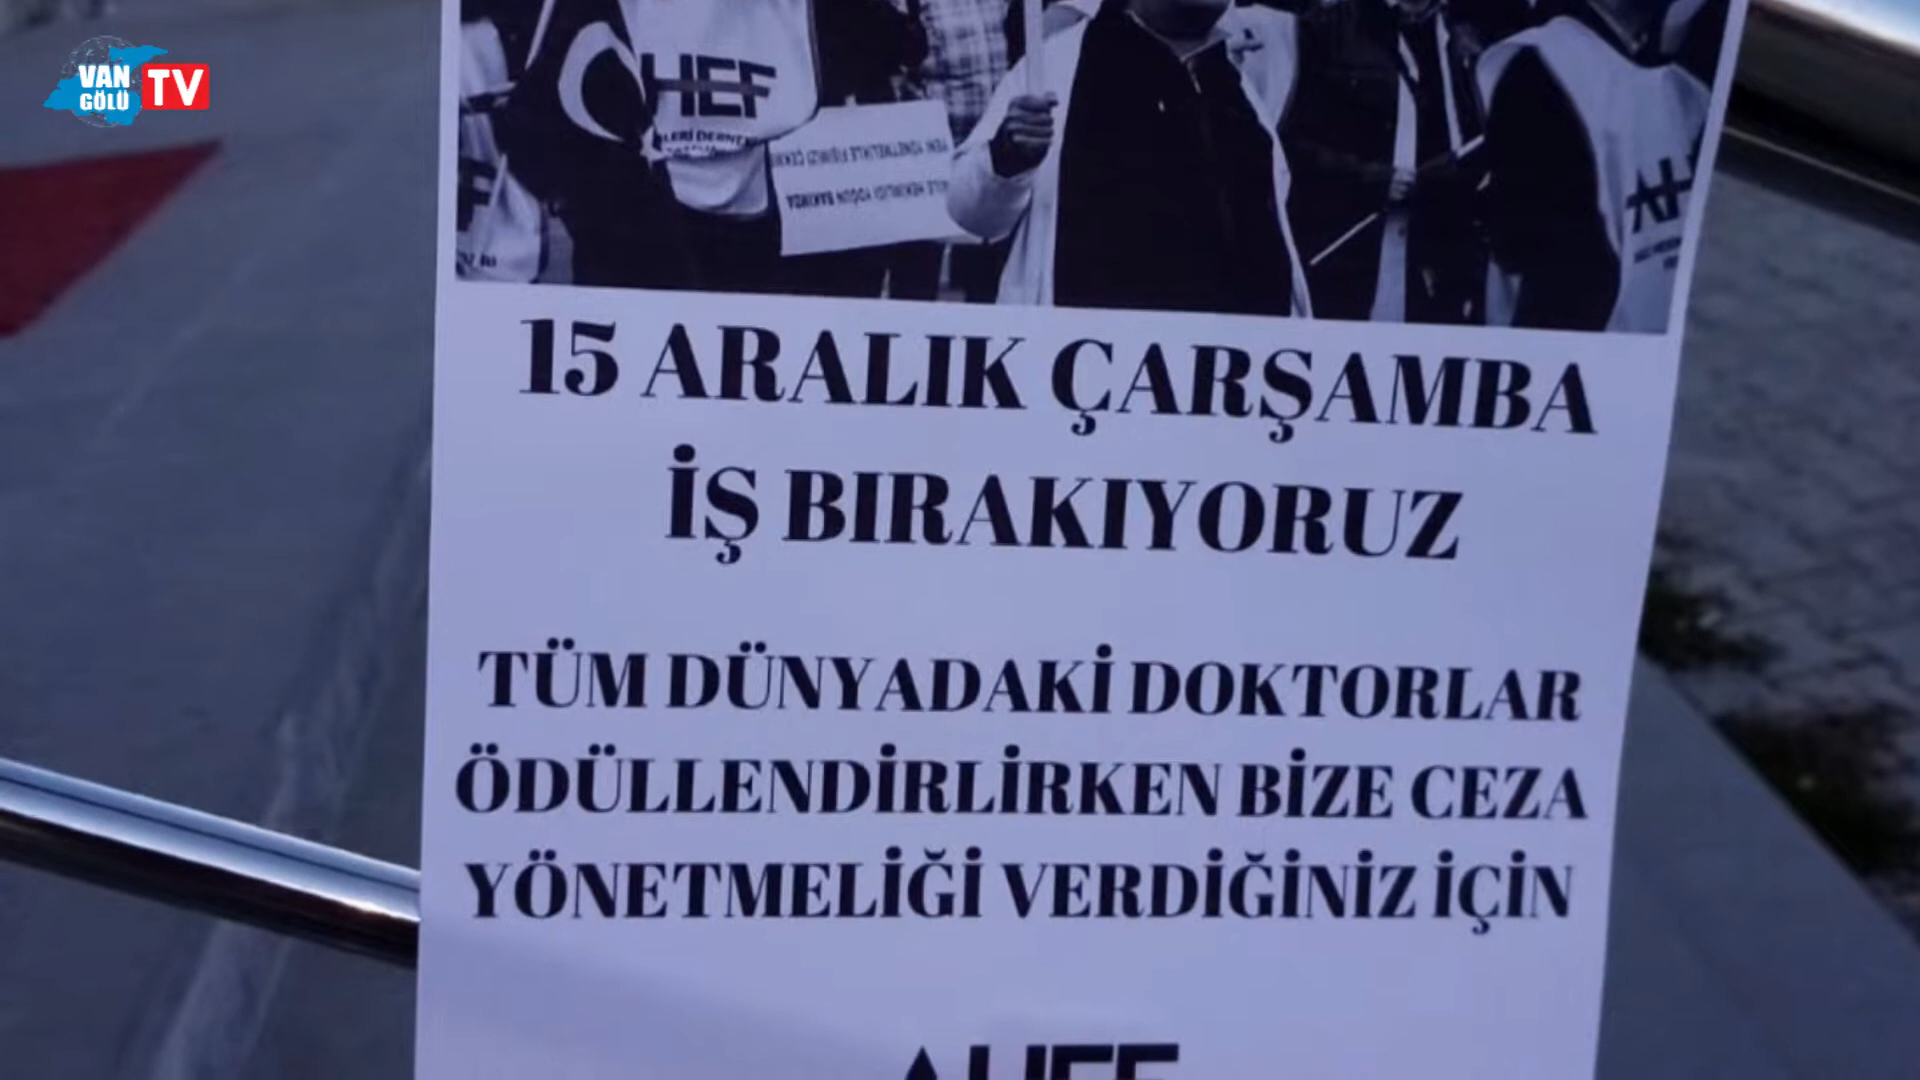 VAN
GÖLÜ TV
HEF
15 ARALIK ÇARŞAMBA
İŞ BIRAKIYORUZ
TÜM DÜNYADAKİ DOKTORLAR
ÖDÜLLENDİRLİRKEN BİZE CEZA
YÖNETMELİĞİ VERDİĞİNİZ İÇİN
AHEF